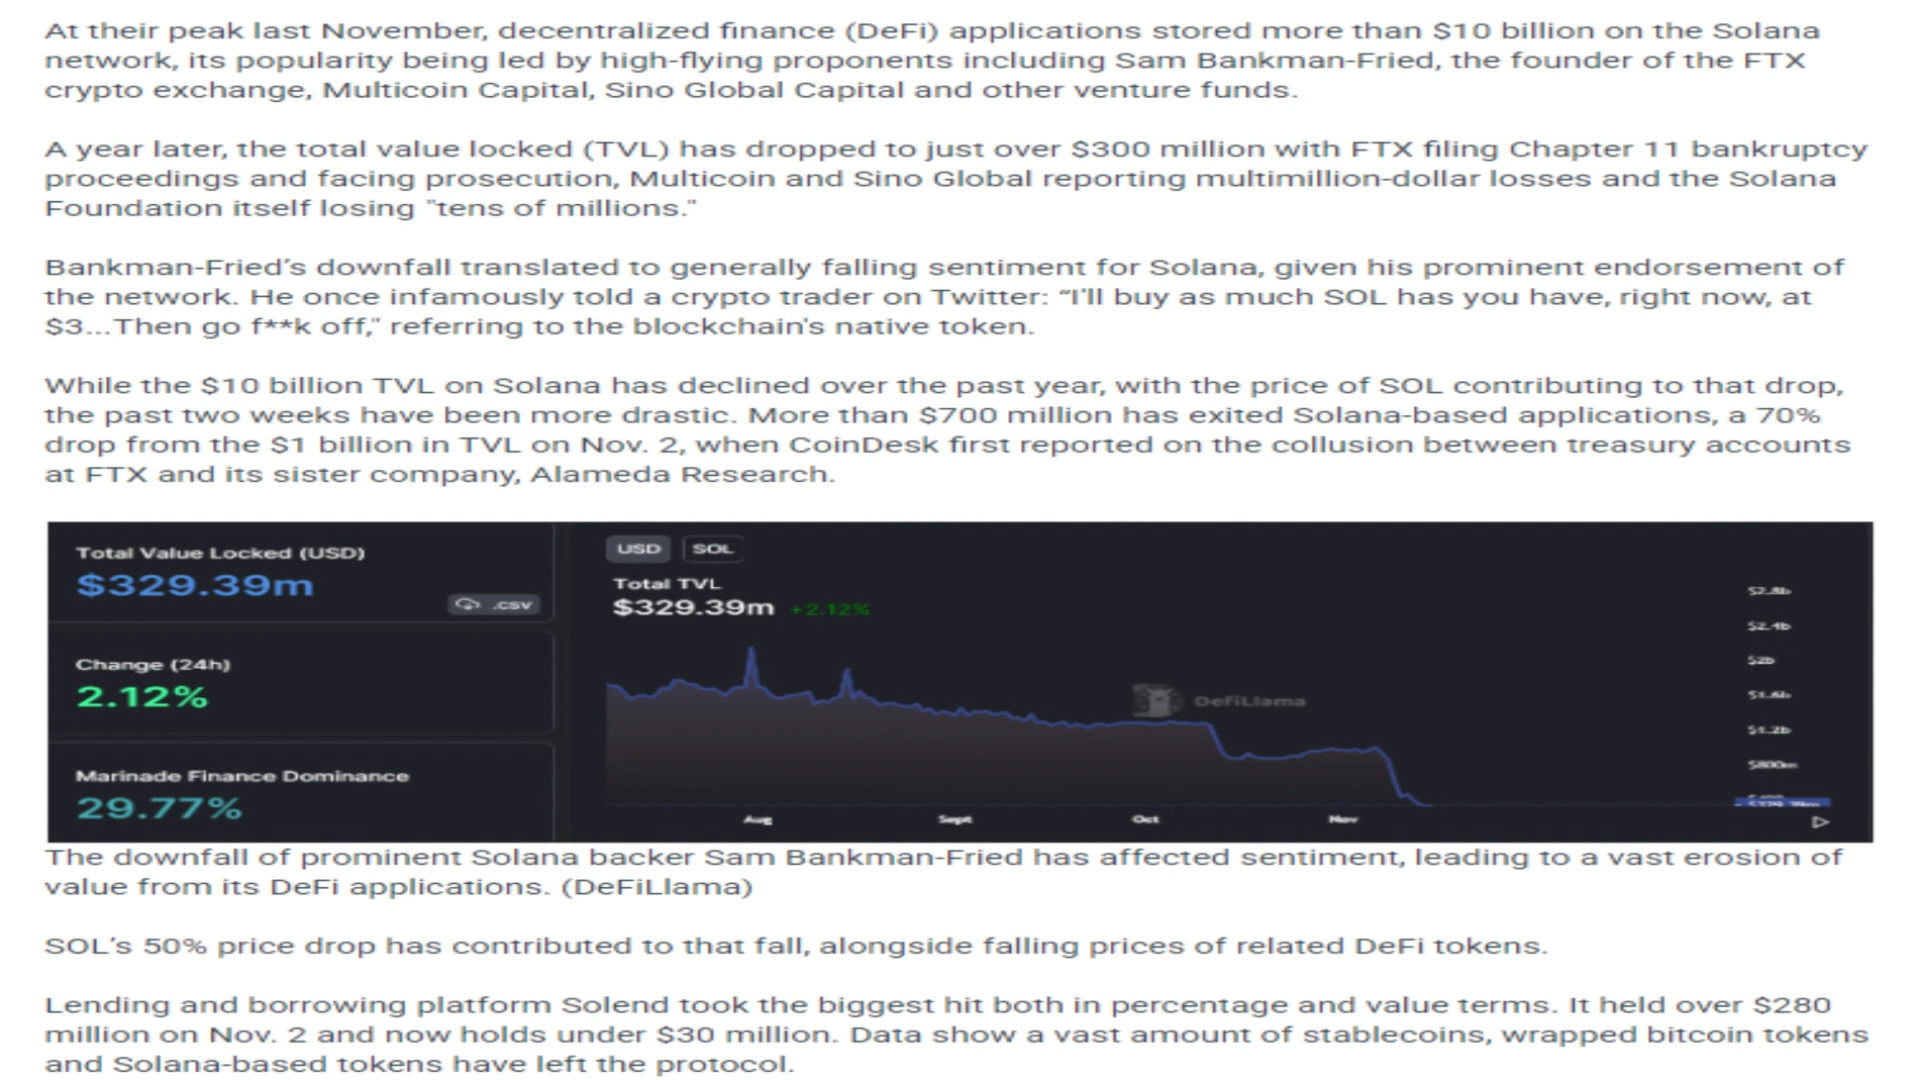 At their peak last November, decentralized finance (DeFi) applications stored more than $10 billion on the Solana
network, its popularity being led by high-flying proponents including Sam Bankman-Fried, the founder of the FTX
crypto exchange, Multicoin Capital, Sino Global Capital and other venture funds.
A year later, the total value locked (TVL) has dropped to just over $300 million with FTX filing Chapter 11 bankruptcy
proceedings and facing prosecution, Multicoin and Sino Global reporting multimillion-dollar losses and the Solana
Foundation itself losing "tens of millions."
Bankman-Fried’s downfall translated to generally falling sentiment for Solana, given his prominent endorsement of
the network. He once infamously told a crypto trader on Twitter: “I'll buy as much SOL has you have, right now, at
$3...Then go f**k off," referring to the blockchain's native token.
While the $10 billion TVL on Solana has declined over the past year, with the price of SOL contributing to that drop,
the past two weeks have been more drastic. More than $700 million has exited Solana-based applications, a 70%
drop from the $1 billion in TVL on Nov. 2, when CoinDesk first reported on the collusion between treasury accounts
at FTX and its sister company, Alameda Research.
Total Value Locked (USD)
$329.39m
.csv
Change (24h)
2.12%
Marinade Finance Dominance
29.77%
USD SOL
Total TVL
$329.39m +2.12%
$2.8b
$2.4b
$2b
$1.6b
$1.2b
$800m
$329.39m
DefiLlama
Aug Sept Oct Nov
The downfall of prominent Solana backer Sam Bankman-Fried has affected sentiment, leading to a vast erosion of
value from its DeFi applications. (DeFiLlama)
SOL’s 50% price drop has contributed to that fall, alongside falling prices of related DeFi tokens.
Lending and borrowing platform Solend took the biggest hit both in percentage and value terms. It held over $280
million on Nov. 2 and now holds under $30 million. Data show a vast amount of stablecoins, wrapped bitcoin tokens
and Solana-based tokens have left the protocol.